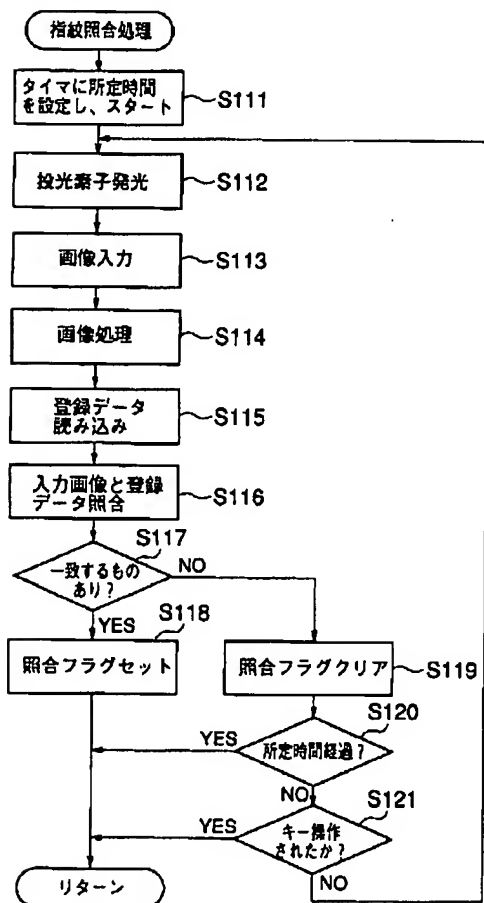 指紋照合処理
タイマに所定時間
を設定し、スタート
S111
投光素子発光
S112
画像入力
S113
画像処理
S114
登録データ
読み込み
S115
入力画像と登録
データ照合
S116
S117
一致するもの
あり?
NO
YES
S118
照合フラグセット
照合フラグクリア
S119
S120
YES
所定時間経過?
NO
S121
YES
キー操作
されたか?
NO
リターン